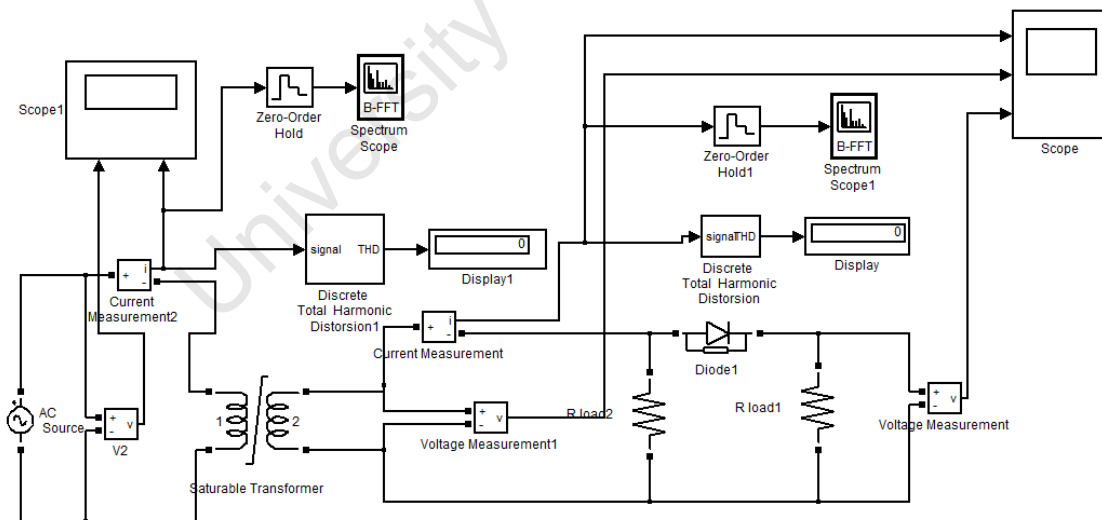 University
Scope1
Zero-Order
Hold
B-FFT
Spectrum
Scope
Zero-Order
Hold1
B-FFT
Spectrum
Scope1
Scope
signal THD
Discrete
Total Harmonic
Distorsion1
0
Display1
signal THD
Discrete
Total Harmonic
Distorsion
0
Display
+ i -
Current
Measurement2
+ i -
Current Measurement
Diode1
AC
Source
+ - v
V2
1 2
Saturable Transformer
+ - v
Voltage Measurement1
R load2
R load1
+ - v
Voltage Measurement